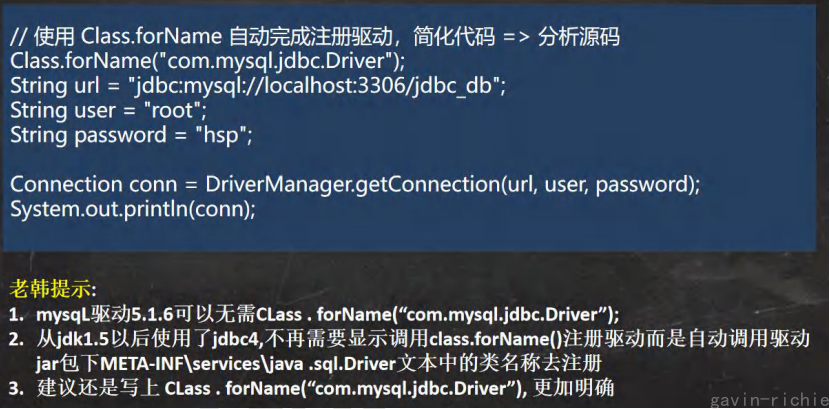 // 使用 Class.forName 自动完成注册驱动，简化代码 => 分析源码
Class.forName("com.mysql.jdbc.Driver");
String url = "jdbc:mysql://localhost:3306/jdbc_db";
String user = "root";
String password = "hsp";
Connection conn = DriverManager.getConnection(url, user, password);
System.out.println(conn);
老韩提示:
1. mysqL驱动5.1.6可以无需CLass . forName(“com.mysql.jdbc.Driver”);
2. 从jdk1.5以后使用了jdbc4,不再需要显示调用class.forName()注册驱动而是自动调用驱动
jar包下META-INF\services\java .sql.Driver文本中的类名称去注册
3. 建议还是写上 CLass . forName(“com.mysql.jdbc.Driver”), 更加明确
gavin-richie